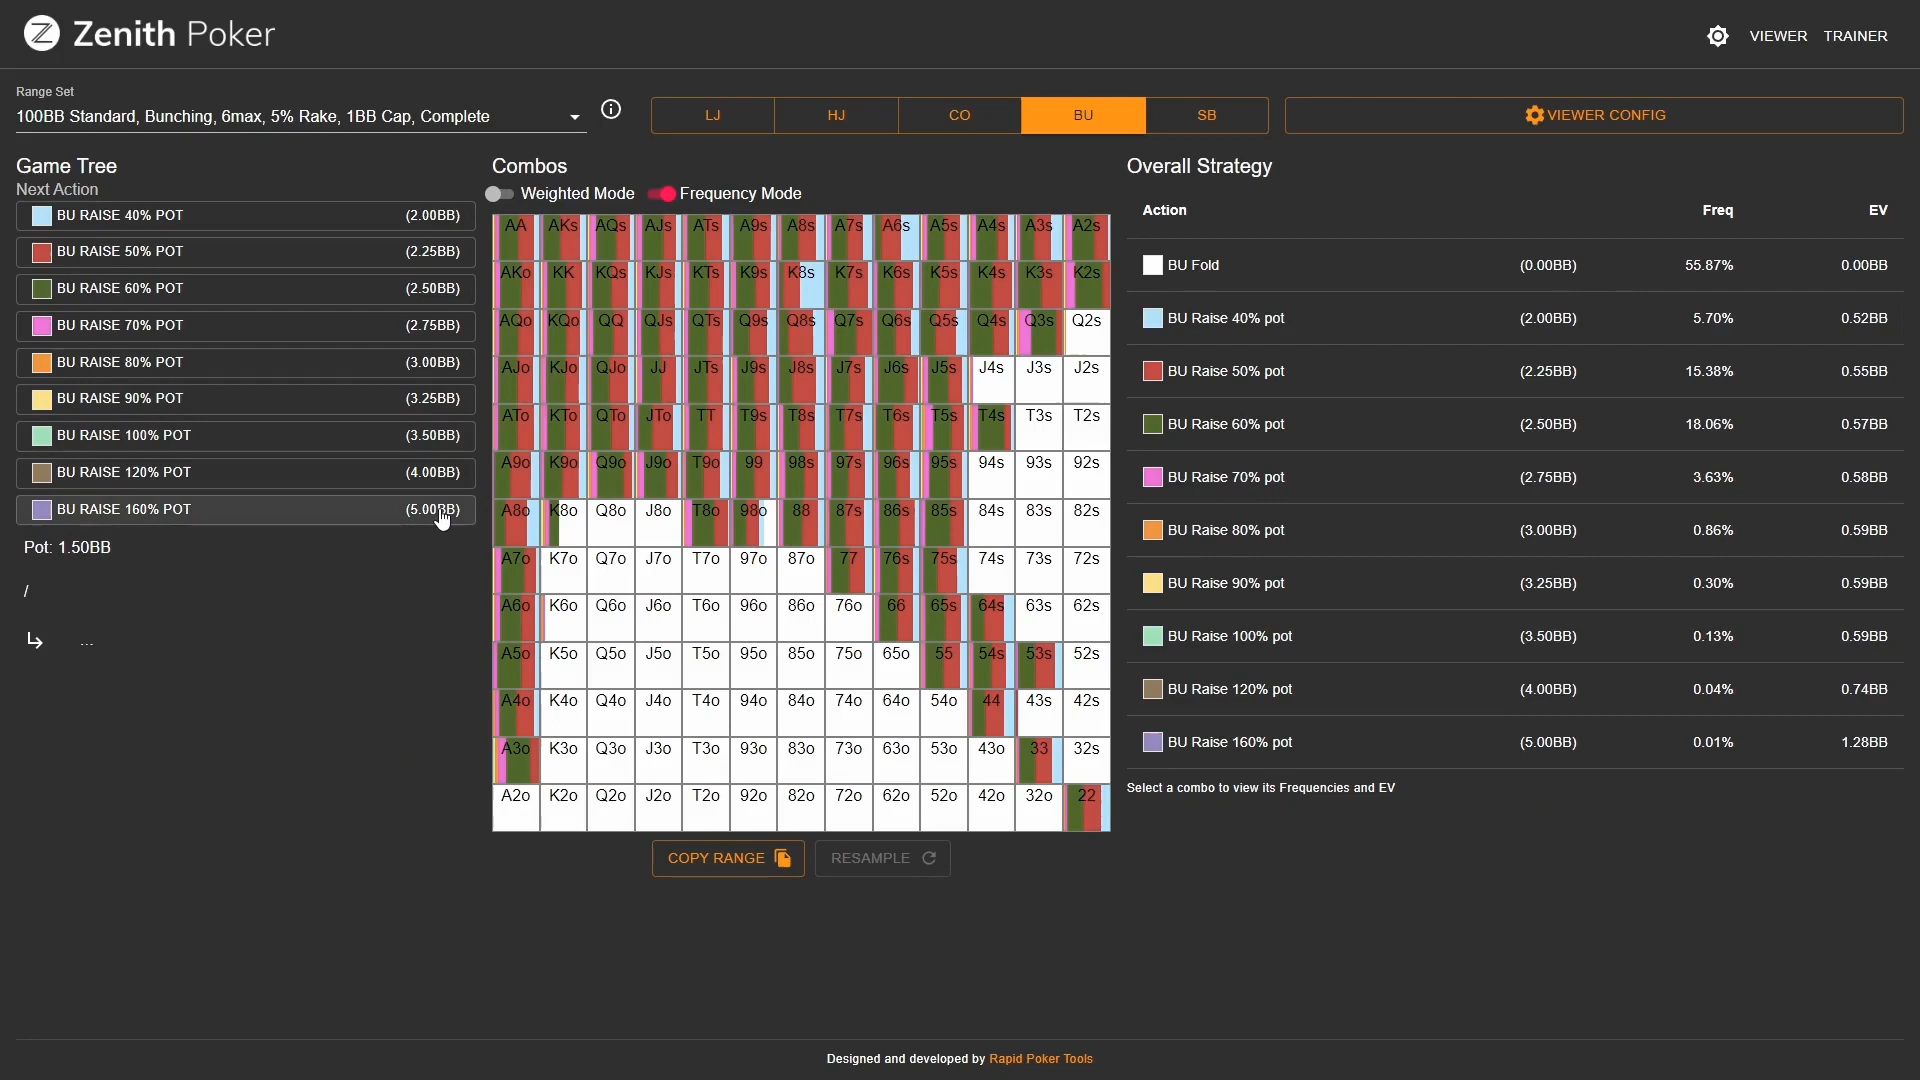 Zenith Poker
VIEWER TRAINER
Range Set
100BB Standard, Bunching, 6max, 5% Rake, 1BB Cap, Complete
LJ HJ CO BU SB
VIEWER CONFIG
Game Tree
Next Action
BU RAISE 40% POT (2.00BB)
BU RAISE 50% POT (2.25BB)
BU RAISE 60% POT (2.50BB)
BU RAISE 70% POT (2.75BB)
BU RAISE 80% POT (3.00BB)
BU RAISE 90% POT (3.25BB)
BU RAISE 100% POT (3.50BB)
BU RAISE 120% POT (4.00BB)
BU RAISE 160% POT (5.00BB)
Pot: 1.50BB
/
...
Combos
Weighted Mode Frequency Mode
AA AKs AQs AJs ATs A9s A8s A7s A6s A5s A4s A3s A2s
AKo KK KQs KJs KTs K9s K8s K7s K6s K5s K4s K3s K2s
AQo KQo QQ QJs QTs Q9s Q8s Q7s Q6s Q5s Q4s Q3s Q2s
AJo KJo QJo JJ JTs J9s J8s J7s J6s J5s J4s J3s J2s
ATo KTo QTo JTo TT T9s T8s T7s T6s T5s T4s T3s T2s
A9o K9o Q9o J9o T9o 99 98s 97s 96s 95s 94s 93s 92s
A8o K8o Q8o J8o T8o 98o 88 87s 86s 85s 84s 83s 82s
A7o K7o Q7o J7o T7o 97o 87o 77 76s 75s 74s 73s 72s
A6o K6o Q6o J6o T6o 96o 86o 76o 66 65s 64s 63s 62s
A5o K5o Q5o J5o T5o 95o 85o 75o 65o 55 54s 53s 52s
A4o K4o Q4o J4o T4o 94o 84o 74o 64o 54o 44 43s 42s
A3o K3o Q3o J3o T3o 93o 83o 73o 63o 53o 43o 33 32s
A2o K2o Q2o J2o T2o 92o 82o 72o 62o 52o 42o 32o 22
COPY RANGE RESAMPLE
Overall Strategy
Action Freq EV
BU Fold (0.00BB) 55.87% 0.00BB
BU Raise 40% pot (2.00BB) 5.70% 0.52BB
BU Raise 50% pot (2.25BB) 15.38% 0.55BB
BU Raise 60% pot (2.50BB) 18.06% 0.57BB
BU Raise 70% pot (2.75BB) 3.63% 0.58BB
BU Raise 80% pot (3.00BB) 0.86% 0.59BB
BU Raise 90% pot (3.25BB) 0.30% 0.59BB
BU Raise 100% pot (3.50BB) 0.13% 0.59BB
BU Raise 120% pot (4.00BB) 0.04% 0.74BB
BU Raise 160% pot (5.00BB) 0.01% 1.28BB
Select a combo to view its Frequencies and EV
Designed and developed by Rapid Poker Tools